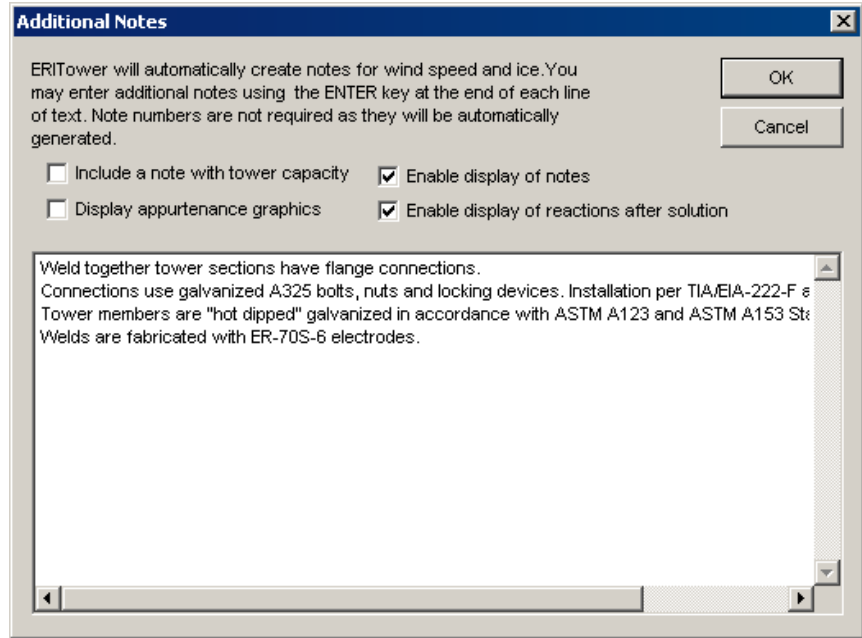 Additional Notes
ERITower will automatically create notes for wind speed and ice.You
may enter additional notes using the ENTER key at the end of each line
of text. Note numbers are not required as they will be automatically
generated.
OK
Cancel
Include a note with tower capacity
Enable display of notes
Display appurtenance graphics
Enable display of reactions after solution
Weld together tower sections have flange connections.
Connections use galvanized A325 bolts, nuts and locking devices. Installation per TIA/EIA-222-F
Tower members are "hot dipped" galvanized in accordance with ASTM A123 and ASTM A153
Welds are fabricated with ER-70S-6 electrodes.